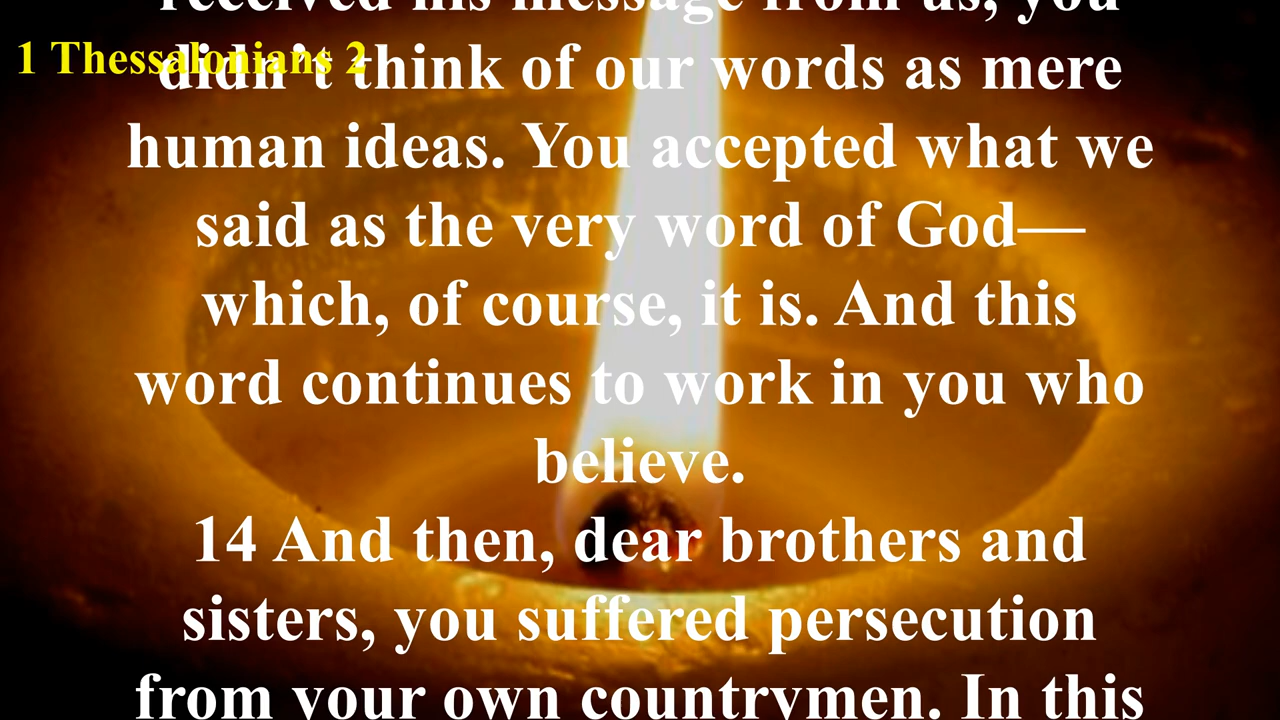 received his message from us, you
1 Thessalonians 2
didn't think of our words as mere
human ideas. You accepted what we
said as the very word of God—
which, of course, it is. And this
word continues to work in you who
believe.
14 And then, dear brothers and
sisters, you suffered persecution
from your own countrymen. In this